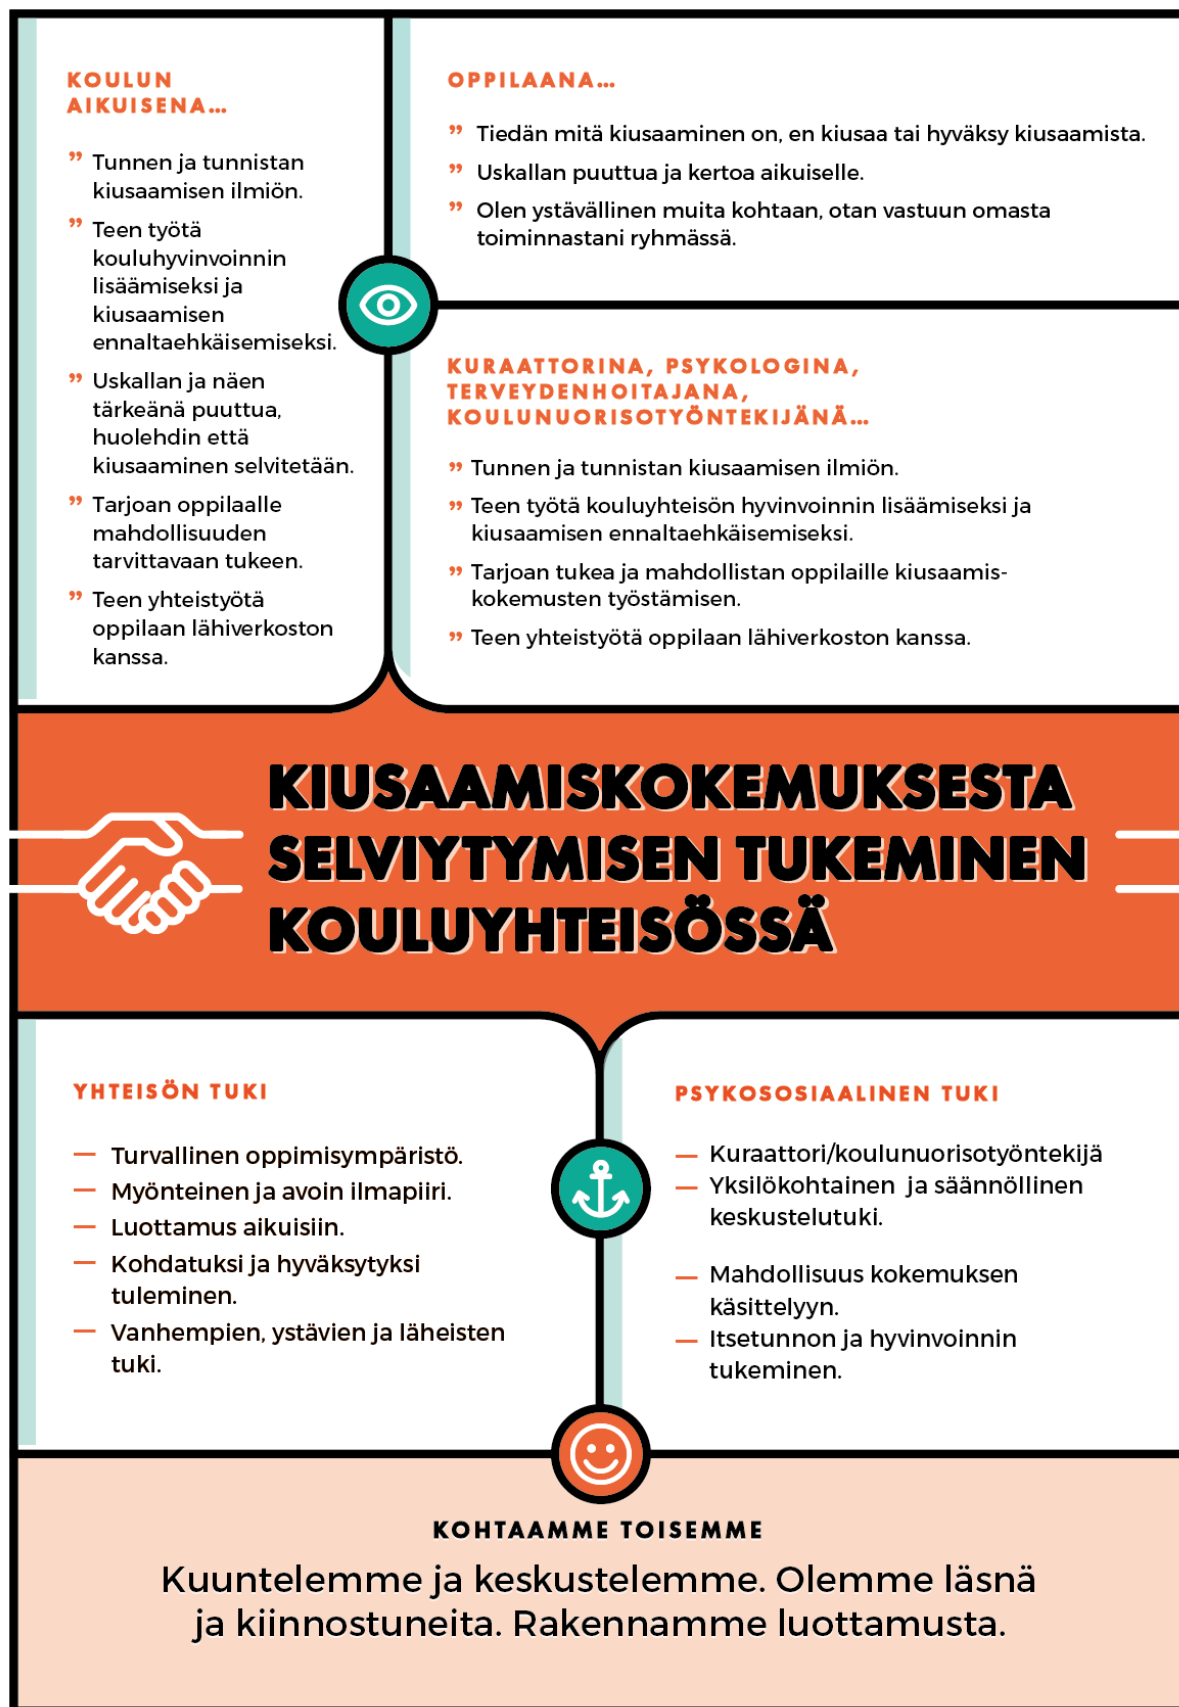 KOULUN
AIKUISENA...
” Tunnen ja tunnistan
kiusaamisen ilmiön.
” Teen työtä
kouluhyvinvoinnin
lisäämiseksi ja
kiusaamisen
ennaltaehkäisemiseksi.
” Uskallan ja näen
tärkeänä puuttua,
huolehdin että
kiusaaminen selvitetään.
” Tarjoan oppilaalle
mahdollisuuden
tarvittavaan tukeen.
” Teen yhteistyötä
oppilaan lähiverkoston
kanssa.
OPPILAANA...
” Tiedän mitä kiusaaminen on, en kiusaa tai hyväksy kiusaamista.
” Uskallan puuttua ja kertoa aikuiselle.
” Olen ystävällinen muita kohtaan, otan vastuun omasta
toiminnastani ryhmässä.
KURAATTORINA, PSYKOLOGINA,
TERVEYDENHOITAJANA,
KOULUNUORISOTYÖNTEKIJÄNÄ...
” Tunnen ja tunnistan kiusaamisen ilmiön.
” Teen työtä kouluyhteisön hyvinvoinnin lisäämiseksi ja
kiusaamisen ennaltaehkäisemiseksi.
” Tarjoan tukea ja mahdollistan oppilaille kiusaamis-
kokemusten työstämisen.
” Teen yhteistyötä oppilaan lähiverkoston kanssa.
KIUSAAMISKOKEMUKSESTA
SELVIYTYMISEN TUKEMINEN
KOULUYHTEISÖSSÄ
YHTEISÖN TUKI
— Turvallinen oppimisympäristö.
— Myönteinen ja avoin ilmapiiri.
— Luottamus aikuisiin.
— Kohdatuksi ja hyväksytyksi
tuleminen.
— Vanhempien, ystävien ja läheisten
tuki.
PSYKOSOSIAALINEN TUKI
— Kuraattori/koulunuorisotyöntekijä
— Yksilökohtainen ja säännöllinen
keskustelutuki.
— Mahdollisuus kokemuksen
käsittelyyn.
— Itsetunnon ja hyvinvoinnin
tukeminen.
KOHTAAMME TOISEMME
Kuuntelemme ja keskustelemme. Olemme läsnä
ja kiinnostuneita. Rakennamme luottamusta.